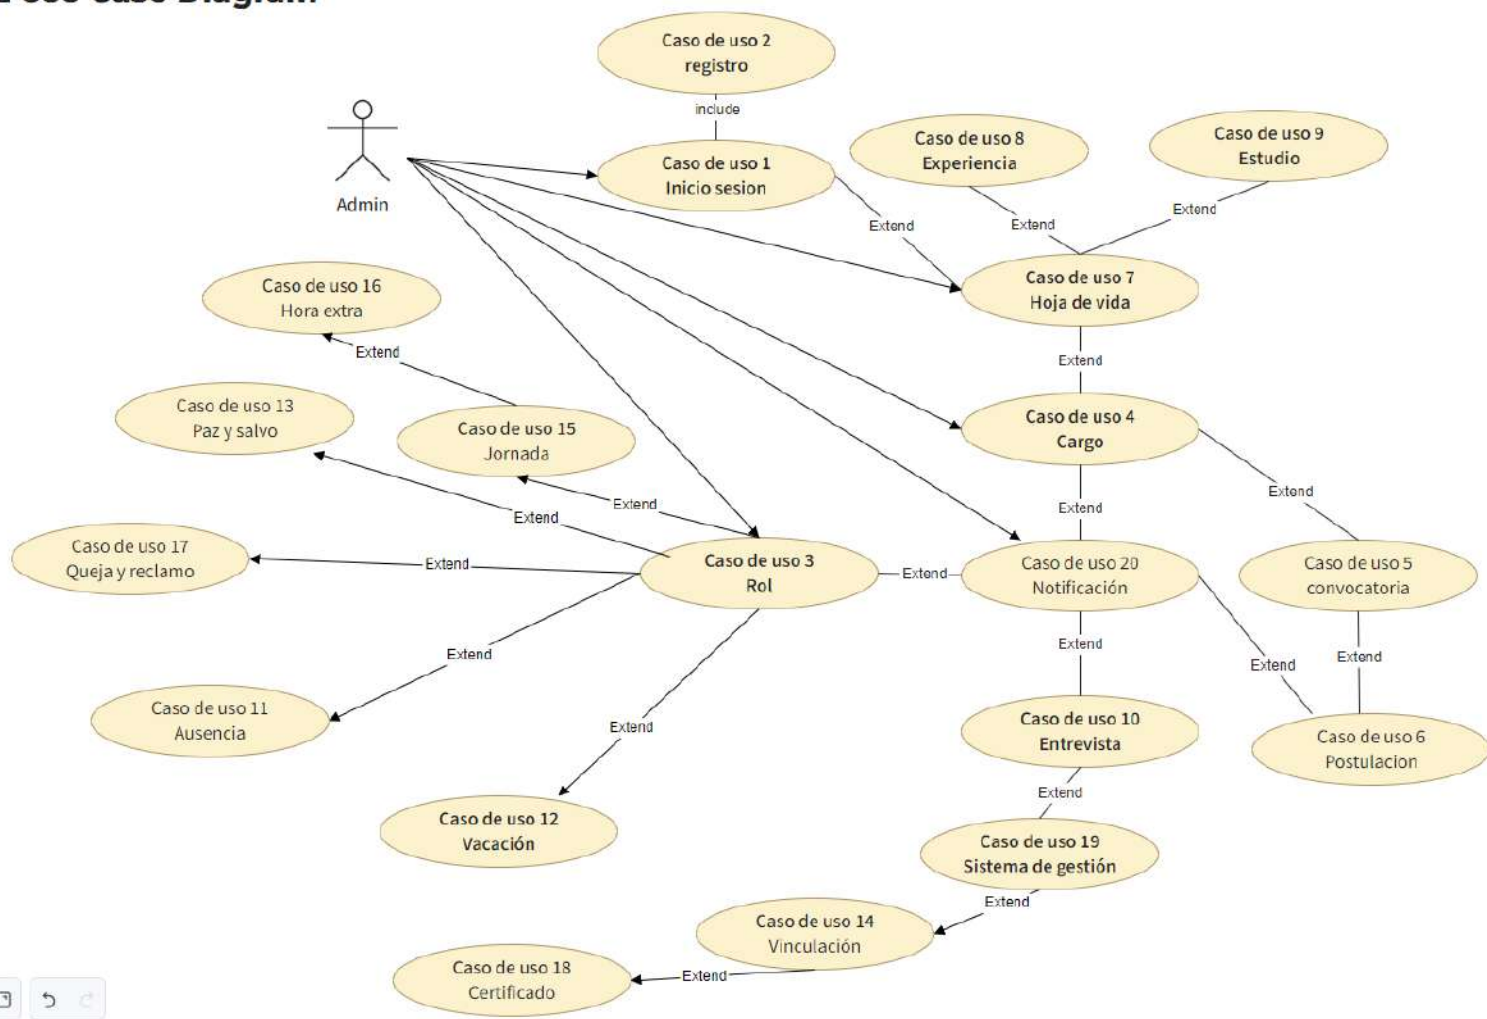 Use Case Diagram
Caso de uso 2
registro
include
Admin
Caso de uso 1
Inicio sesion
Caso de uso 8
Experiencia
Caso de uso 9
Estudio
Extend
Extend
Extend
Caso de uso 7
Hoja de vida
Caso de uso 16
Hora extra
Extend
Extend
Caso de uso 13
Paz y salvo
Caso de uso 15
Jornada
Caso de uso 4
Cargo
Extend
Extend
Extend
Extend
Caso de uso 17
Queja y reclamo
Extend
Caso de uso 3
Rol
Extend
Caso de uso 20
Notificación
Caso de uso 5
convocatoria
Extend
Extend
Extend
Extend
Caso de uso 11
Ausencia
Extend
Caso de uso 10
Entrevista
Caso de uso 6
Postulacion
Extend
Caso de uso 12
Vacación
Caso de uso 19
Sistema de gestión
Extend
Caso de uso 14
Vinculación
Caso de uso 18
Certificado
Extend